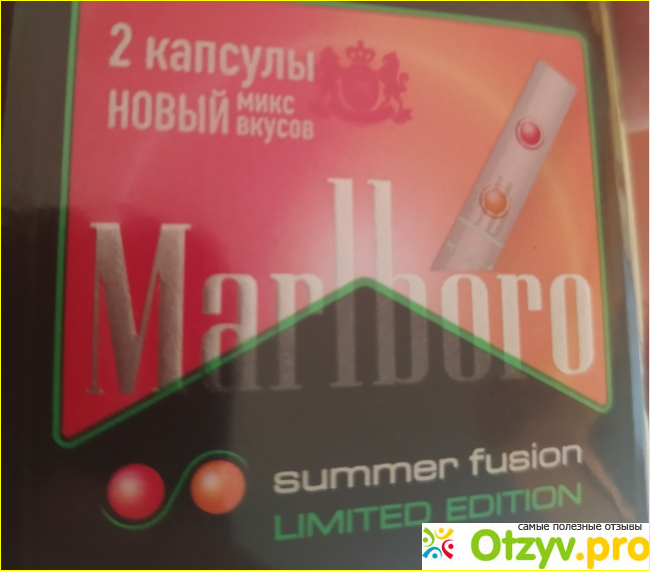 2 капсулы
НОВЫЙ МИКС
ВКУСОВ
Marlboro
summer fusion
LIMITED EDITION
самые полезные отзывы
Otzyv.pro